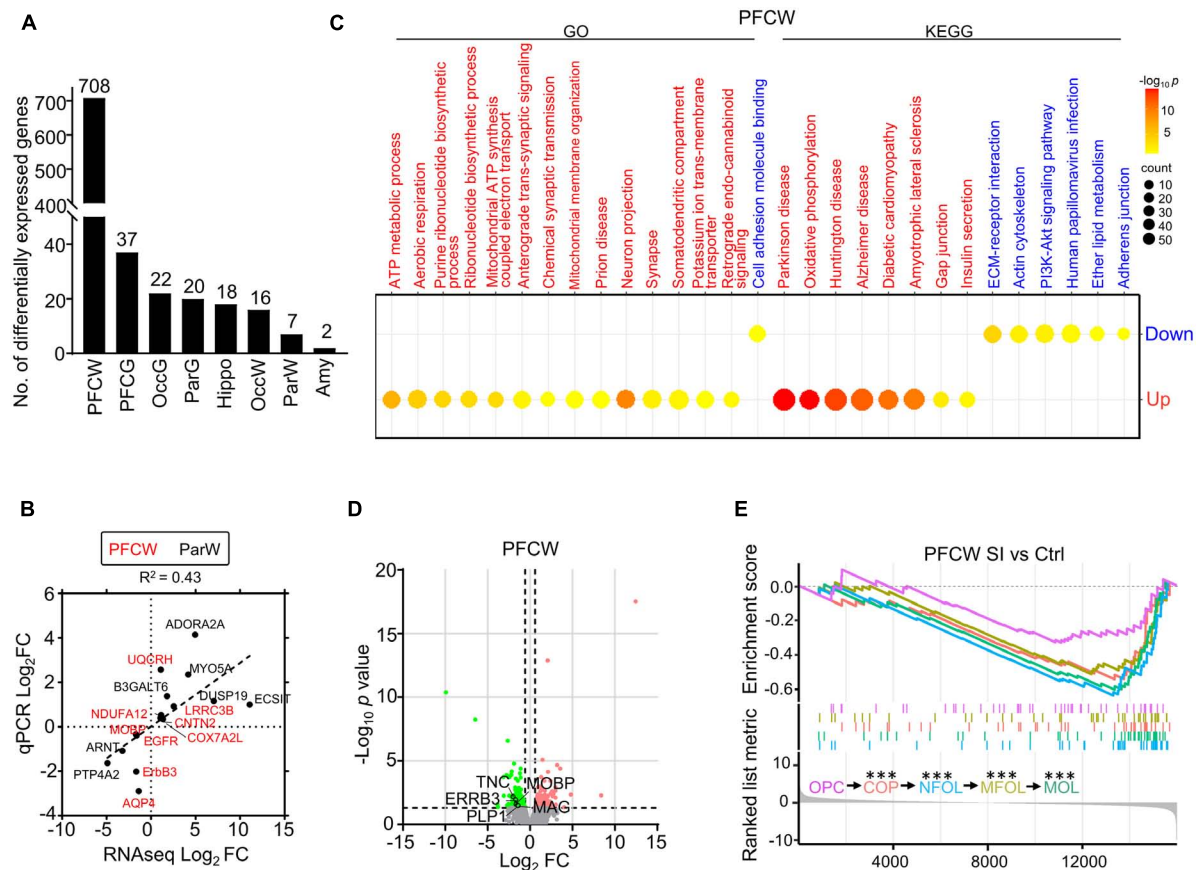 A
No. of differentially expressed genes
700
600
500
400
40
20
0
708
37
22
20
18
16
7
2
PFCW
PFCG
OccG
ParG
Hippo
OccW
ParW
Amy
C
PFCW
GO
KEGG
ATP metabolic process
Aerobic respiration
Purine ribonucleotide biosynthetic
process
Ribonucleotide biosynthetic process
Mitochondrial ATP synthesis
coupled electron transport
Anterograde trans-synaptic signaling
Chemical synaptic transmission
Mitochondrial membrane organization
Prion disease
Neuron projection
Synapse
Somatodendritic compartment
Potassium ion trans-membrane
transporter
Retrograde endo-cannabinoid
signaling
Cell adhesion molecule binding
Parkinson disease
Oxidative phosphorylation
Huntington disease
Alzheimer disease
Diabetic cardiomyopathy
Amyotrophic lateral sclerosis
Gap junction
Insulin secretion
ECM-receptor interaction
Actin cytoskeleton
PI3K-Akt signaling pathway
Human papillomavirus infection
Ether lipid metabolism
Adherens junction
-log10 p
10
5
count
10
20
30
40
50
Down
Up
B
PFCW ParW
R² = 0.43
qPCR Log2FC
6
4
2
0
-2
-4
ADORA2A
UQCRH
MYO5A
B3GALT6
DUSP19
ECSIT
LRRC3B
NDUFA12
CNTN2
MOBP
EGFR
COX7A2L
ARNT
PTP4A2
ErbB3
AQP4
-10 -5 0 5 10 15
RNAseq Log2 FC
D
PFCW
-Log10 p value
20
15
10
5
0
TNC
MOBP
ERRB3
MAG
PLP1
-15 -10 -5 0 5 10 15
Log2 FC
E
PFCW SI vs Ctrl
Enrichment score
0.0
-0.2
-0.4
-0.6
Ranked list metric
10
0
-10
*** *** *** ***
OPC COP NFOL MFOL MOL
4000 8000 12000